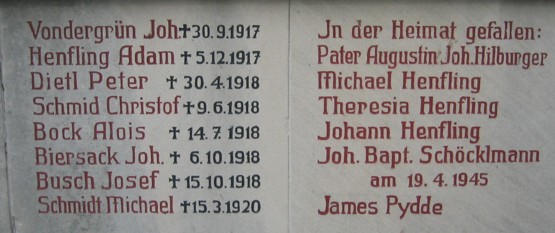 Vondergrün Joh. † 30.9.1917
Henfling Adam † 5.12.1917
Dietl Peter † 30.4.1918
Schmid Christof † 9.6.1918
Bock Alois † 14.7.1918
Biersack Joh. † 6.10.1918
Busch Josef † 15.10.1918
Schmidt Michael † 15.3.1920
In der Heimat gefallen:
Pater Augustin Joh. Hilburger
Michael Henfling
Theresia Henfling
Johann Henfling
Joh. Bapt. Schöcklmann
am 19.4.1945
James Pydde